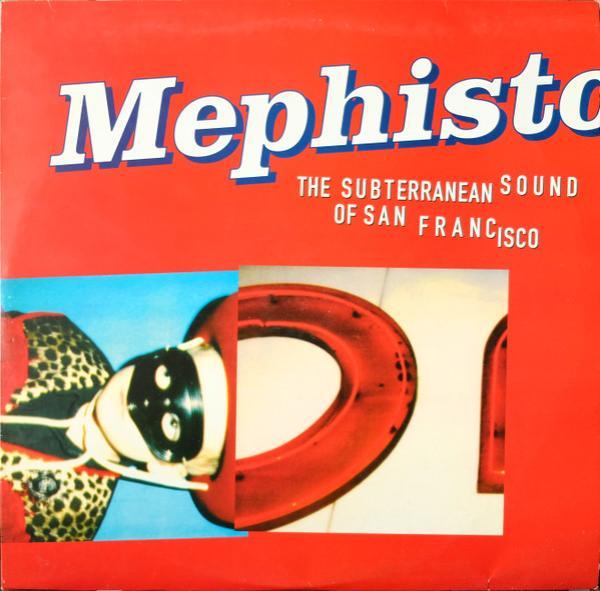 Mephisto
THE SUBTERRANEAN SOUND
OF SAN FRANCISCO